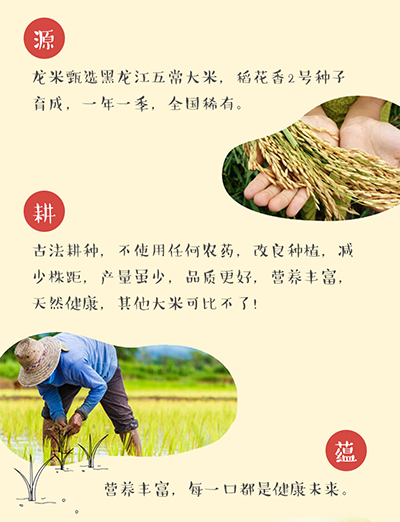 源
龙米甄选黑龙江五常大米，稻花香2号种子
育成，一年一季，全国稀有。
耕
古法耕种，不使用任何农药，改良种植，减
少株距，产量虽少，品质更好，营养丰富，
天然健康，其他大米可比不了！
蕴
营养丰富，每一口都是健康未来。